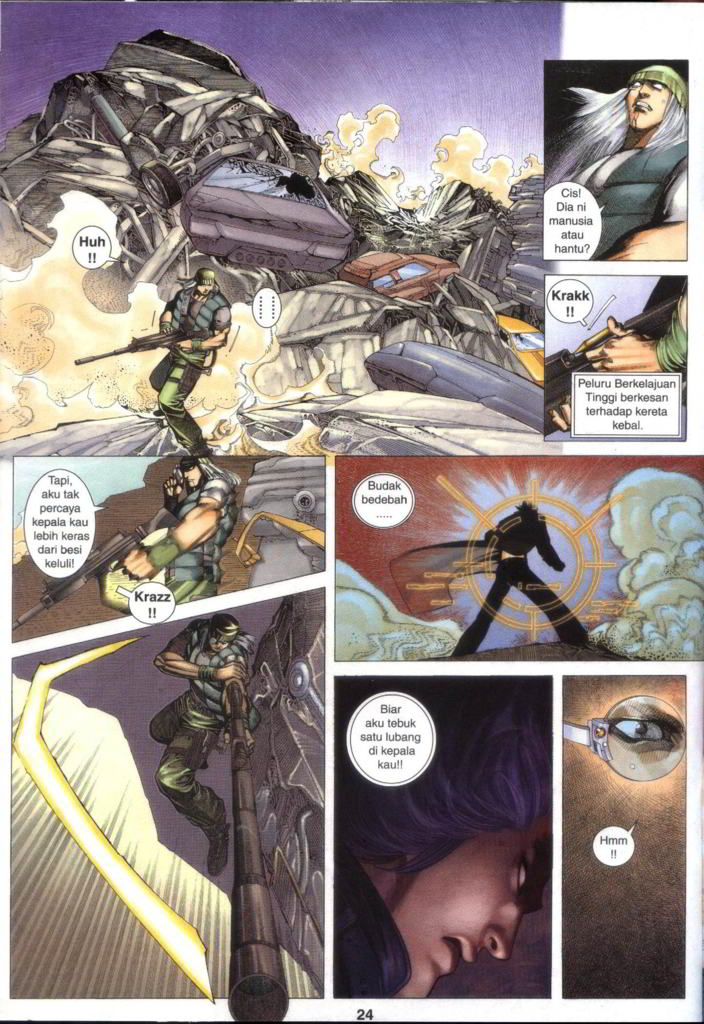 Huh
!!
Cis!
Dia ni
manusia
atau
hantu?
Krakk
!!
Peluru Berkelajuan
Tinggi berkesan
terhadap kereta
kebal.
Tapi,
aku tak
percaya
kepala kau
lebih keras
dari besi
keluli!
Krazz
!!
Budak
bedebah
.....
Biar
aku tebuk
satu lubang
di kepala
kau!!
Hmm
!!
24